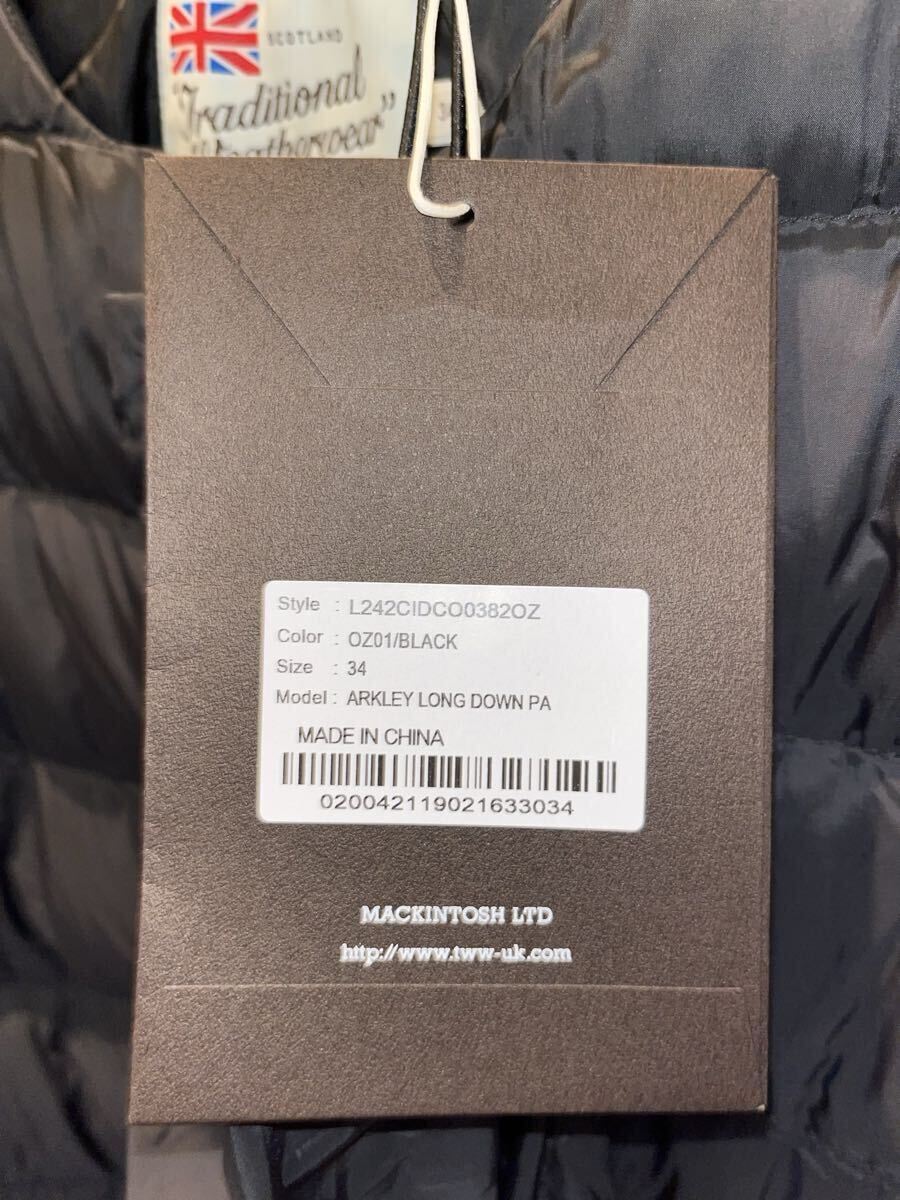 SCOTLAND
"Traditional
Weatherwear"
Style : L242CIDCO0382OZ
Color : OZ01/BLACK
Size : 34
Model : ARKLEY LONG DOWN PA
MADE IN CHINA
020042119021633034
MACKINTOSH LTD
http://www.tww-uk.com